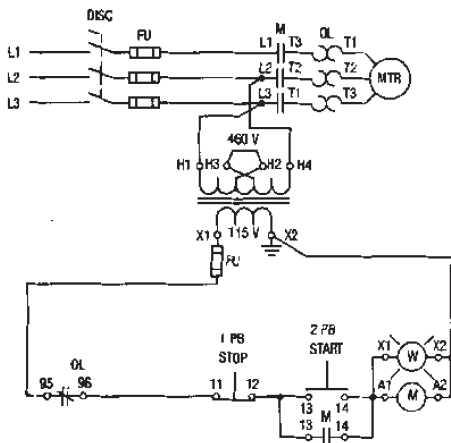 DISC
FU
M
OL
L1
L1 T3
T1
L2
L2 T2
T2
MTR
L3
L3 T1
T3
460 V
H1 H3 H2 H4
115 V
X1 X2
FU
1 PB
STOP
2 PB
START
OL
95 96
11 12
13 14
M
13 14
X1 W X2
A1 M A2